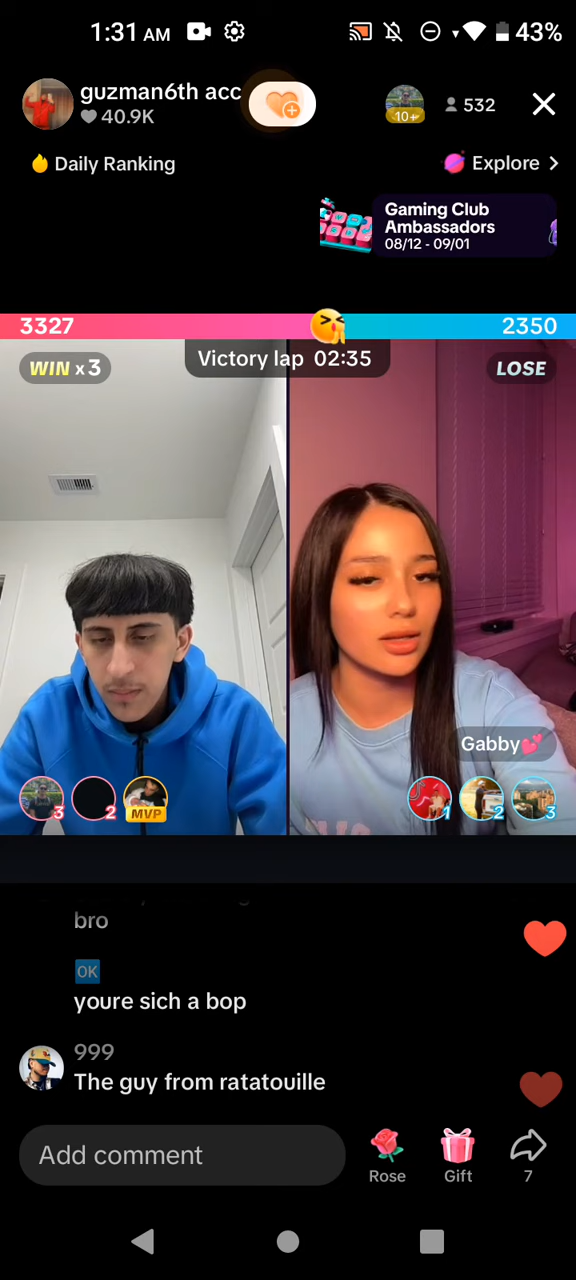 1:31 AM
43%
guzman6th acc
40.9K
10+
532
Daily Ranking
Explore
Gaming Club
Ambassadors
08/12 - 09/01
3327
2350
Victory lap 02:35
WIN x 3
LOSE
Gabby💕
3
2
MVP
1
2
3
bro
OK
youre sich a bop
999
The guy from ratatouille
Add comment
Rose
Gift
7